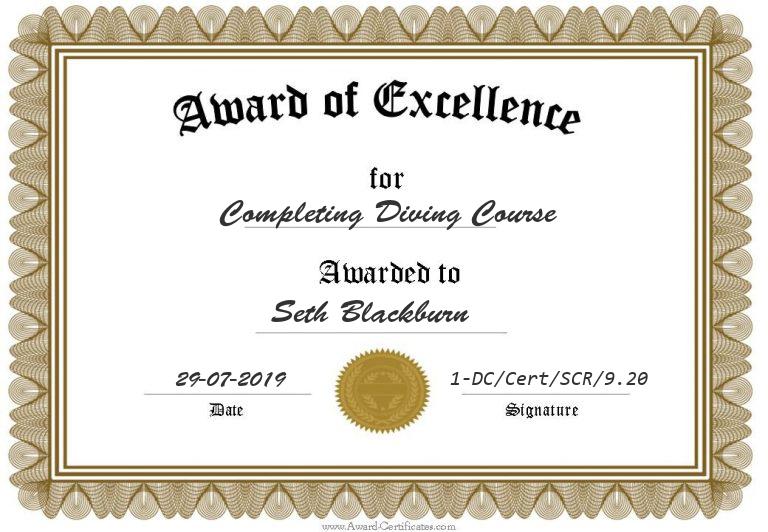 Award of Excellence
for
Completing Diving Course
Awarded to
Seth Blackburn
29-07-2019
1-DC/Cert/SCR/9.20
Date
Signature
www.Award-Certificates.com